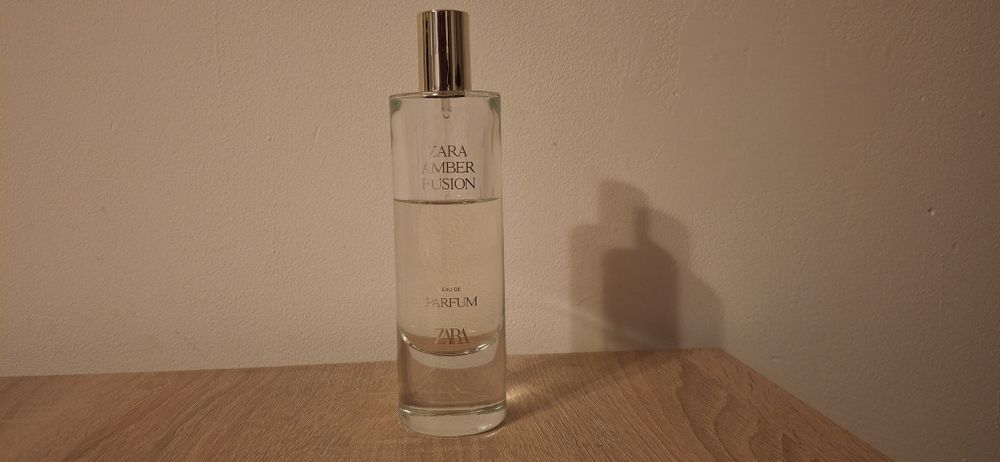 ZARA
AMBER
FUSION
EAU DE
PARFUM
ZARA